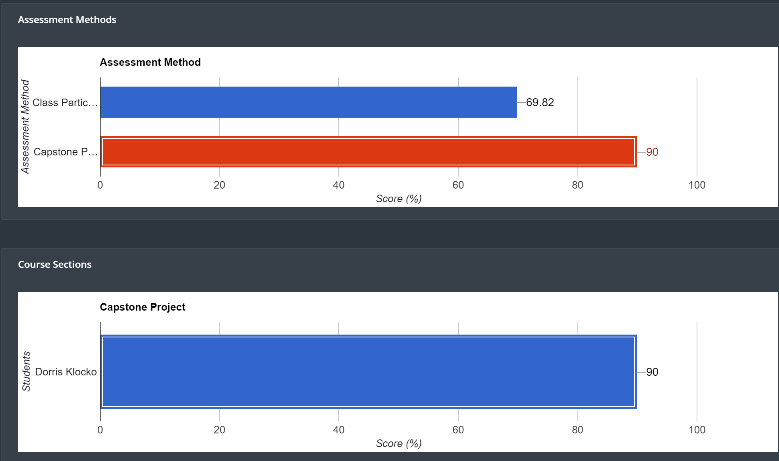 Assessment Methods
Assessment Method
Assessment Method
Class Partic...
69.82
Capstone P...
90
0 20 40 60 80 100
Score (%)
Course Sections
Capstone Project
Students
Dorris Klocko
90
0 20 40 60 80 100
Score (%)